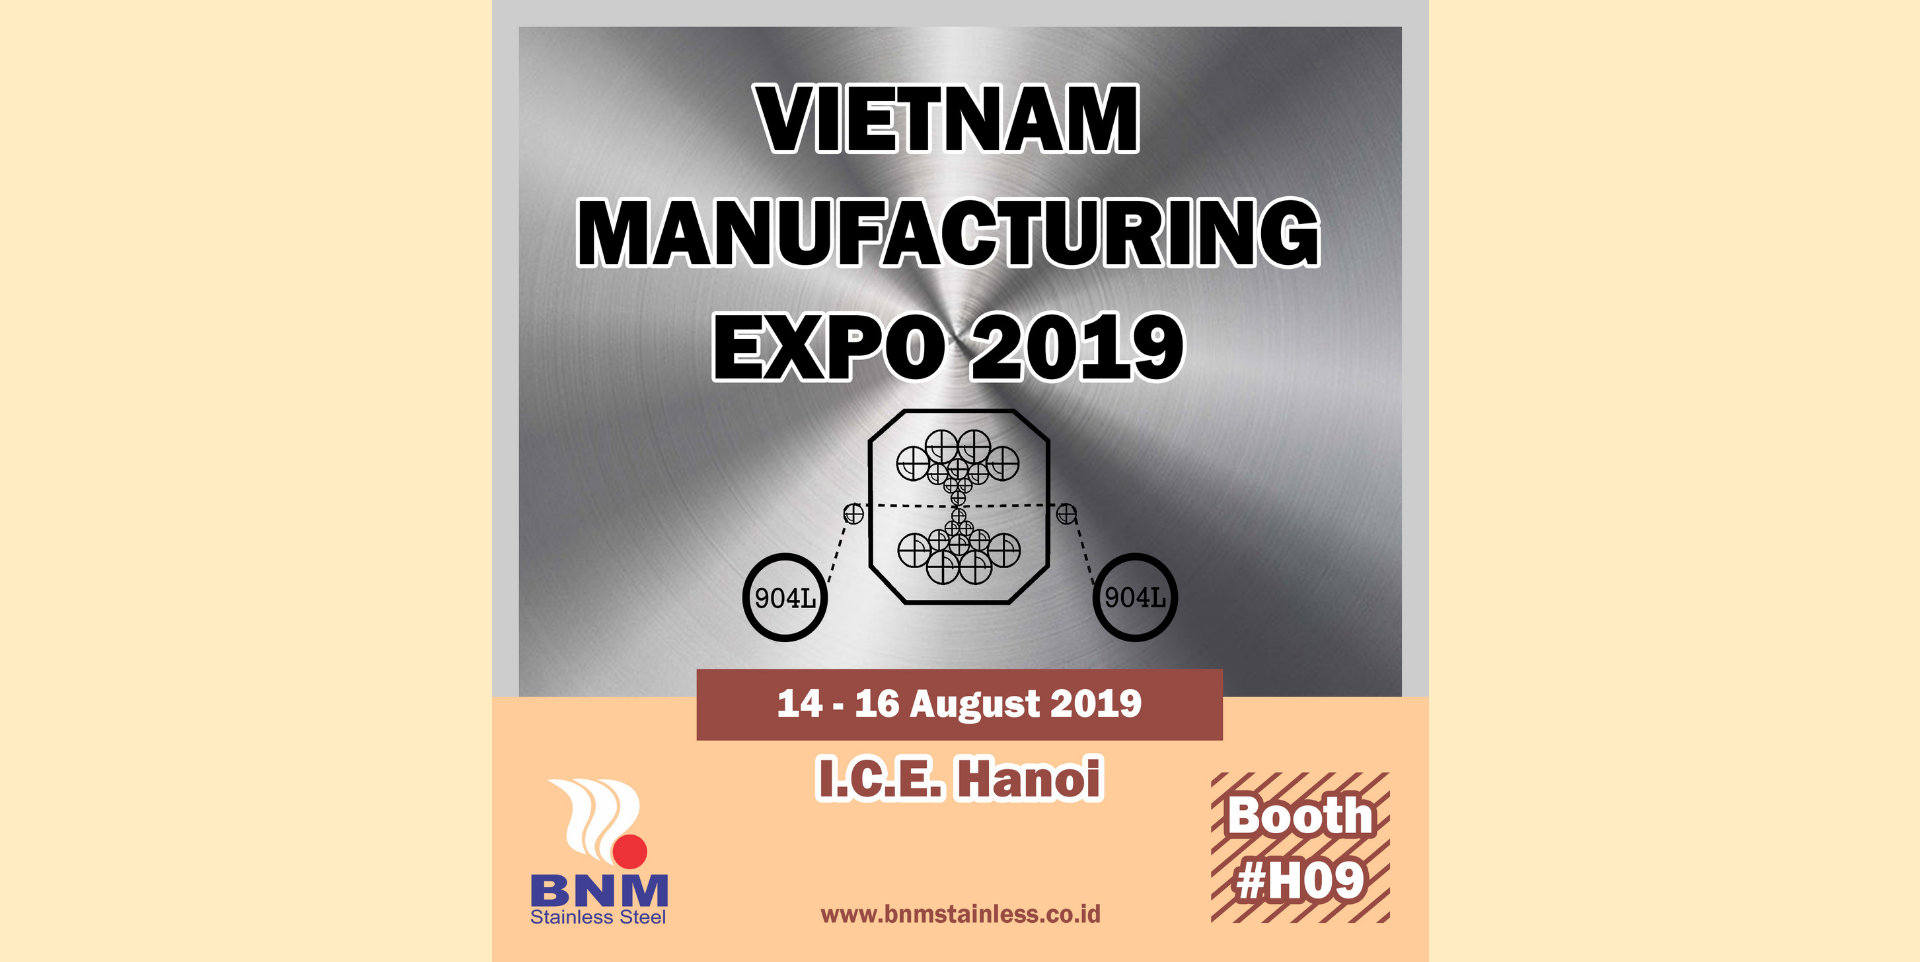 VIETNAM
MANUFACTURING
EXPO 2019
904L
904L
14 - 16 August 2019
I.C.E. Hanoi
Booth
#H09
BNM
Stainless Steel
www.bnmstainless.co.id